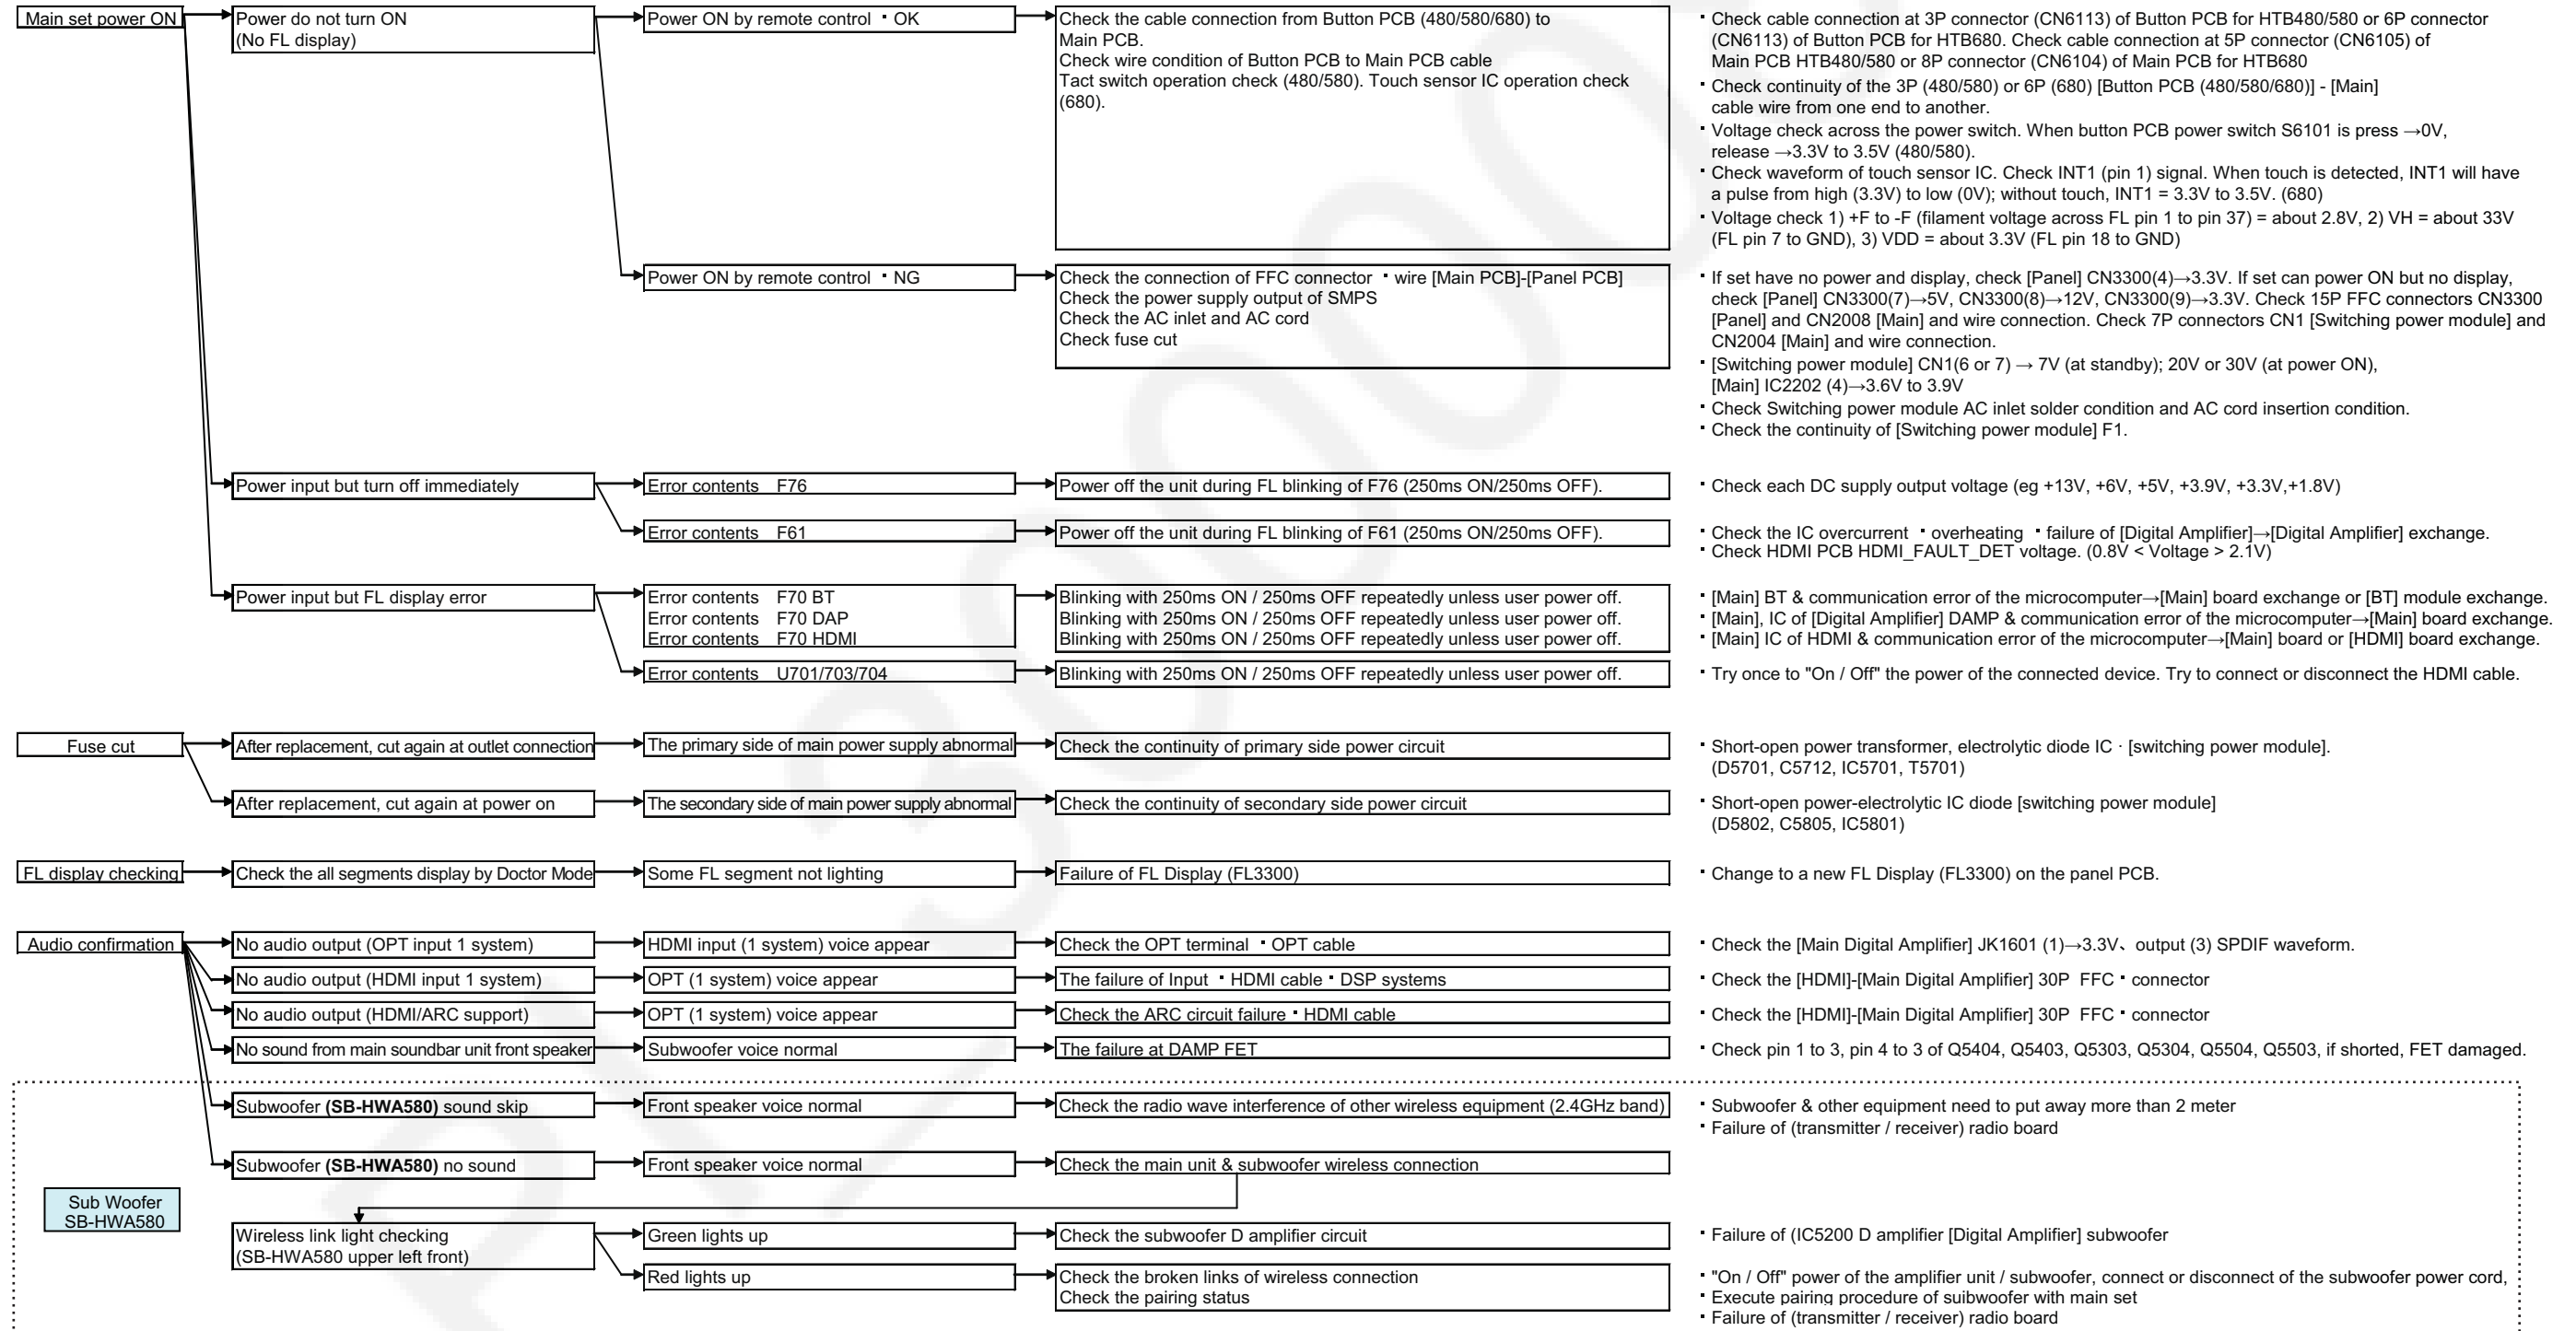 Main set power ON
Power do not turn ON
(No FL display)
Power ON by remote control ・OK
Check the cable connection from Button PCB (480/580/680) to
Main PCB.
Check wire condition of Button PCB to Main PCB cable
Tact switch operation check (480/580). Touch sensor IC operation check
(680).
・Check cable connection at 3P connector (CN6113) of Button PCB for HTB480/580 or 6P connector
(CN6113) of Button PCB for HTB680. Check cable connection at 5P connector (CN6105) of
Main PCB HTB480/580 or 8P connector (CN6104) of Main PCB for HTB680
・Check continuity of the 3P (480/580) or 6P (680) [Button PCB (480/580/680)] - [Main]
cable wire from one end to another.
・Voltage check across the power switch. When button PCB power switch S6101 is press →0V,
release →3.3V to 3.5V (480/580).
・Check waveform of touch sensor IC. Check INT1 (pin 1) signal. When touch is detected, INT1 will have
a pulse from high (3.3V) to low (0V); without touch, INT1 = 3.3V to 3.5V. (680)
・Voltage check 1) +F to -F (filament voltage across FL pin 1 to pin 37) = about 2.8V, 2) VH = about 33V
(FL pin 7 to GND), 3) VDD = about 3.3V (FL pin 18 to GND)
Power ON by remote control ・NG
Check the connection of FFC connector ・wire [Main PCB]-[Panel PCB]
Check the power supply output of SMPS
Check the AC inlet and AC cord
Check fuse cut
・If set have no power and display, check [Panel] CN3300(4)→3.3V. If set can power ON but no display,
check [Panel] CN3300(7)→5V, CN3300(8)→12V, CN3300(9)→3.3V. Check 15P FFC connectors CN3300
[Panel] and CN2008 [Main] and wire connection. Check 7P connectors CN1 [Switching power module] and
CN2004 [Main] and wire connection.
・[Switching power module] CN1(6 or 7) → 7V (at standby); 20V or 30V (at power ON),
[Main] IC2202 (4)→3.6V to 3.9V
・Check Switching power module AC inlet solder condition and AC cord insertion condition.
・Check the continuity of [Switching power module] F1.
Power input but turn off immediately
Error contents F76
Power off the unit during FL blinking of F76 (250ms ON/250ms OFF).
・Check each DC supply output voltage (eg +13V, +6V, +5V, +3.9V, +3.3V,+1.8V)
Error contents F61
Power off the unit during FL blinking of F61 (250ms ON/250ms OFF).
・Check the IC overcurrent ・overheating ・failure of [Digital Amplifier]→[Digital Amplifier] exchange.
・Check HDMI PCB HDMI_FAULT_DET voltage. (0.8V < Voltage > 2.1V)
Power input but FL display error
Error contents F70 BT
Error contents F70 DAP
Error contents F70 HDMI
Blinking with 250ms ON / 250ms OFF repeatedly unless user power off.
Blinking with 250ms ON / 250ms OFF repeatedly unless user power off.
Blinking with 250ms ON / 250ms OFF repeatedly unless user power off.
・[Main] BT & communication error of the microcomputer→[Main] board exchange or [BT] module exchange.
・[Main], IC of [Digital Amplifier] DAMP & communication error of the microcomputer→[Main] board exchange.
・[Main] IC of HDMI & communication error of the microcomputer→[Main] board or [HDMI] board exchange.
Error contents U701/703/704
Blinking with 250ms ON / 250ms OFF repeatedly unless user power off.
・Try once to "On / Off" the power of the connected device. Try to connect or disconnect the HDMI cable.
Fuse cut
After replacement, cut again at outlet connection
The primary side of main power supply abnormal
Check the continuity of primary side power circuit
・Short-open power transformer, electrolytic diode IC · [switching power module].
(D5701, C5712, IC5701, T5701)
After replacement, cut again at power on
The secondary side of main power supply abnormal
Check the continuity of secondary side power circuit
・Short-open power-electrolytic IC diode [switching power module]
(D5802, C5805, IC5801)
FL display checking
Check the all segments display by Doctor Mode
Some FL segment not lighting
Failure of FL Display (FL3300)
・Change to a new FL Display (FL3300) on the panel PCB.
Audio confirmation
No audio output (OPT input 1 system)
HDMI input (1 system) voice appear
Check the OPT terminal ・OPT cable
・Check the [Main Digital Amplifier] JK1601 (1)→3.3V、output (3) SPDIF waveform.
No audio output (HDMI input 1 system)
OPT (1 system) voice appear
The failure of Input ・HDMI cable・DSP systems
・Check the [HDMI]-[Main Digital Amplifier] 30P FFC・connector
No audio output (HDMI/ARC support)
OPT (1 system) voice appear
Check the ARC circuit failure・HDMI cable
・Check the [HDMI]-[Main Digital Amplifier] 30P FFC・connector
No sound from main soundbar unit front speaker
Subwoofer voice normal
The failure at DAMP FET
・Check pin 1 to 3, pin 4 to 3 of Q5404, Q5403, Q5303, Q5304, Q5504, Q5503, if shorted, FET damaged.
Subwoofer (SB-HWA580) sound skip
Front speaker voice normal
Check the radio wave interference of other wireless equipment (2.4GHz band)
・Subwoofer & other equipment need to put away more than 2 meter
・Failure of (transmitter / receiver) radio board
Subwoofer (SB-HWA580) no sound
Front speaker voice normal
Check the main unit & subwoofer wireless connection
Sub Woofer
SB-HWA580
Wireless link light checking
(SB-HWA580 upper left front)
Green lights up
Check the subwoofer D amplifier circuit
・Failure of (IC5200 D amplifier [Digital Amplifier] subwoofer
Red lights up
Check the broken links of wireless connection
Check the pairing status
・"On / Off" power of the amplifier unit / subwoofer, connect or disconnect of the subwoofer power cord,
・Execute pairing procedure of suibwoofer with main set
・Failure of (transmitter / receiver) radio board